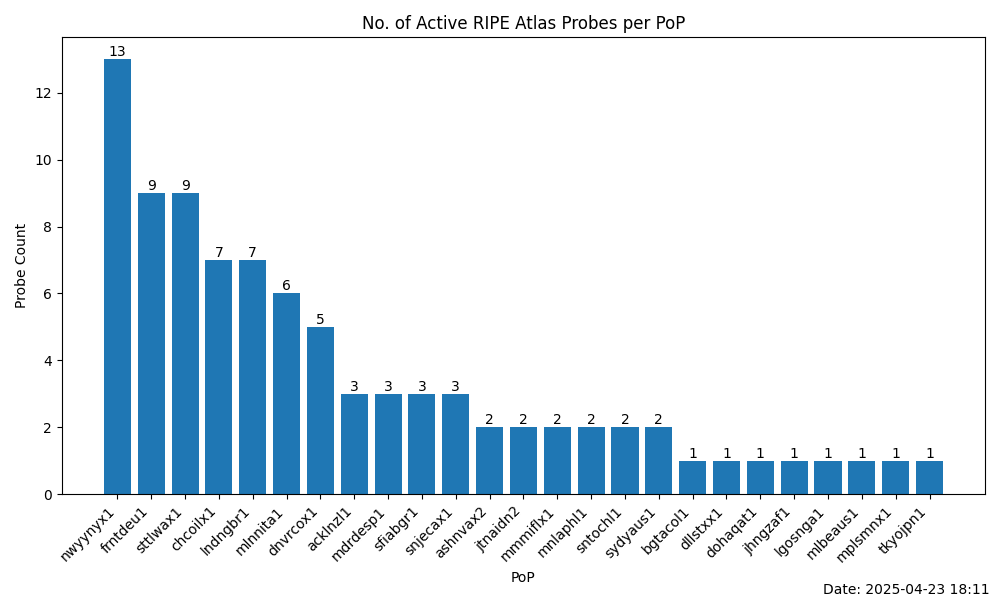 No. of Active RIPE Atlas Probes per PoP
Probe Count
12
10
8
6
4
2
0
13
9
9
7
7
6
5
3
3
3
3
2
2
2
2
2
2
1
1
1
1
1
1
1
1
nwyynyx1
frntdeu1
sttlwax1
chcoilx1
lndngbr1
mlnnita1
dnvrcox1
acklnzl1
mdrdesp1
sfiabgr1
snjecax1
ashnvax2
jtnaidn2
mmmiflx1
mnlaphl1
sntochl1
sydyaus1
bgtacol1
dllstxx1
dohaqat1
jhngzaf1
lgosnga1
mlbeaus1
mplsmnx1
tkyojpn1
PoP
Date: 2025-04-23 18:11